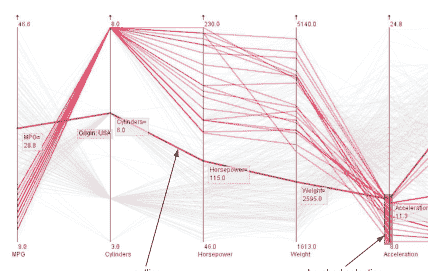 46.6
8.0
230.0
5140.0
24.8
MPG=
28.8
Origin: USA
Cylinders=
6.0
Horsepower=
115.0
Weight=
2595.0
Acceleration
11.3
9.0
3.0
46.0
1613.0
8.0
MPG
Cylinders
Horsepower
Weight
Acceleration